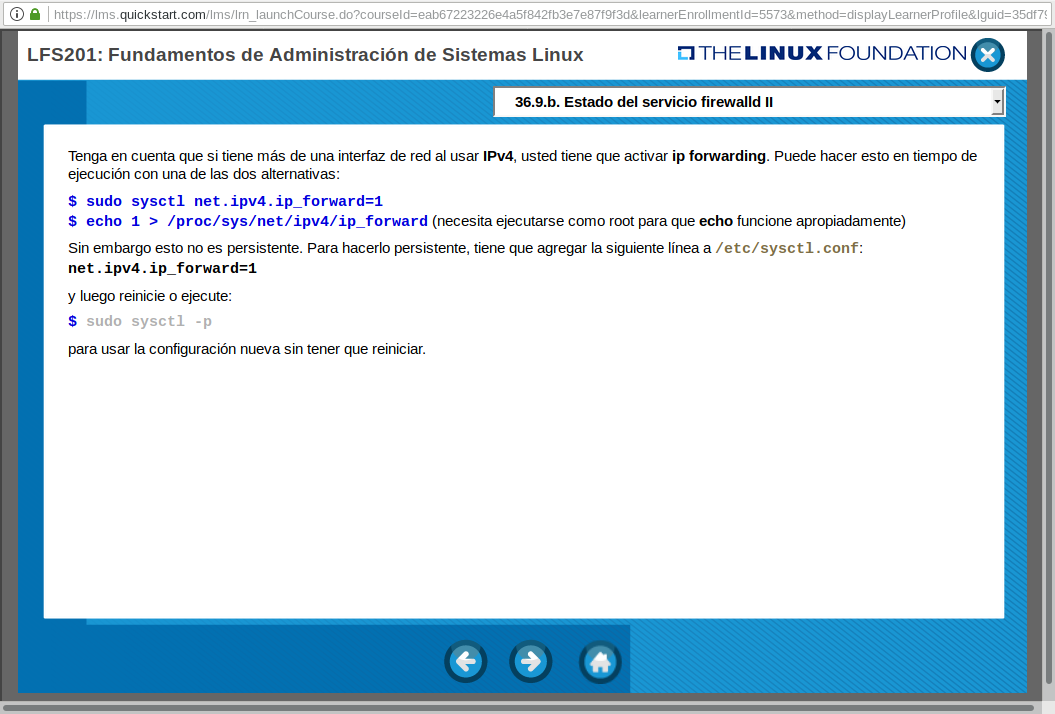 https://lms.quickstart.com/lms/lrn_launchCourse.do?courseId=eab67223226e4a5f842fb3e7e87f9f3d&learnerEnrollmentId=5573&method=displayLearnerProfile&lguid=35df79
LFS201: Fundamentos de Administración de Sistemas Linux
THE LINUX FOUNDATION
36.9.b. Estado del servicio firewalld II
Tenga en cuenta que si tiene más de una interfaz de red al usar IPv4, usted tiene que activar ip forwarding. Puede hacer esto en tiempo de
ejecución con una de las dos alternativas:
$ sudo sysctl net.ipv4.ip_forward=1
$ echo 1 > /proc/sys/net/ipv4/ip_forward (necesita ejecutarse como root para que echo funcione apropiadamente)
Sin embargo esto no es persistente. Para hacerlo persistente, tiene que agregar la siguiente línea a /etc/sysctl.conf:
net.ipv4.ip_forward=1
y luego reinicie o ejecute:
$ sudo sysctl -p
para usar la configuración nueva sin tener que reiniciar.